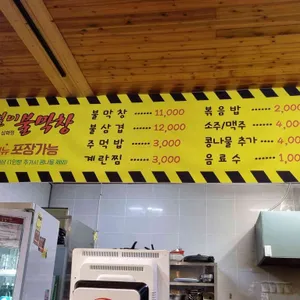 불막창
포장가능
불막창 ...... 11,000
불삼겹 ...... 12,000
주먹밥 ...... 3,000
계란찜 ...... 3,000
볶음밥 ...... 2,000
소주/맥주 ...... 4,000
콩나물추가 .... 4,000
음료수 ...... 1,000